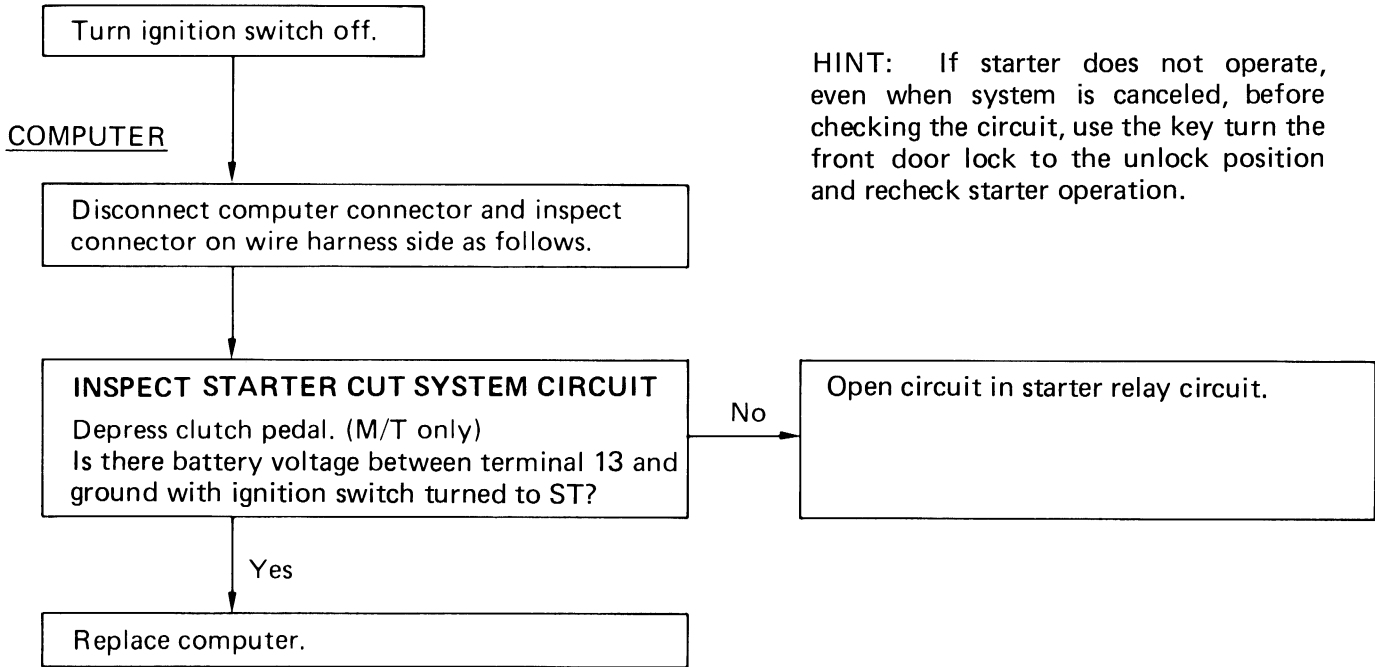 Turn ignition switch off.
HINT: If starter does not operate,
even when system is canceled, before
checking the circuit, use the key turn the
front door lock to the unlock position
and recheck starter operation.
COMPUTER
Disconnect computer connector and inspect
connector on wire harness side as follows.
INSPECT STARTER CUT SYSTEM CIRCUIT
Depress clutch pedal. (M/T only)
Is there battery voltage between terminal 13 and
ground with ignition switch turned to ST?
No
Open circuit in starter relay circuit.
Yes
Replace computer.